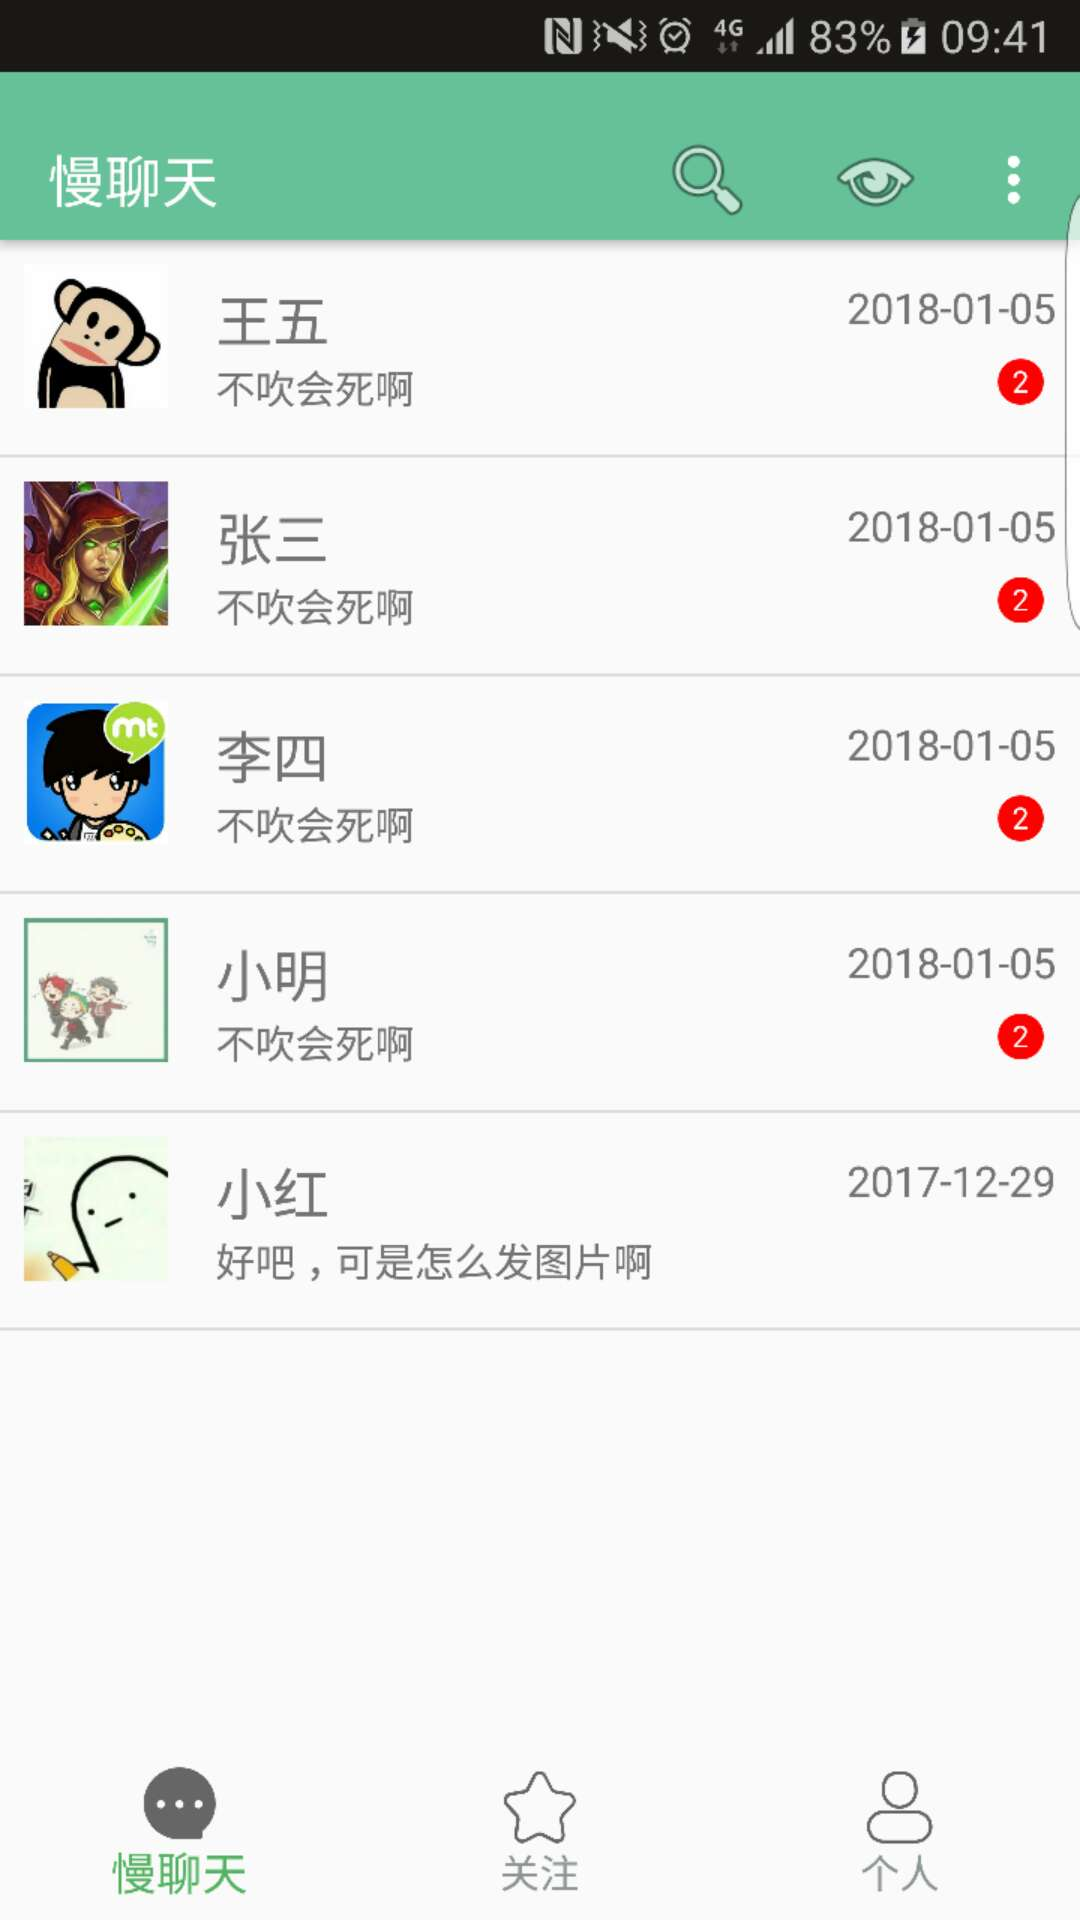 4G 83% 09:41
慢聊天
王五 2018-01-05
不吹会死啊 2
张三 2018-01-05
不吹会死啊 2
mt
李四 2018-01-05
不吹会死啊 2
小明 2018-01-05
不吹会死啊 2
小红 2017-12-29
好吧，可是怎么发图片啊
慢聊天 关注 个人